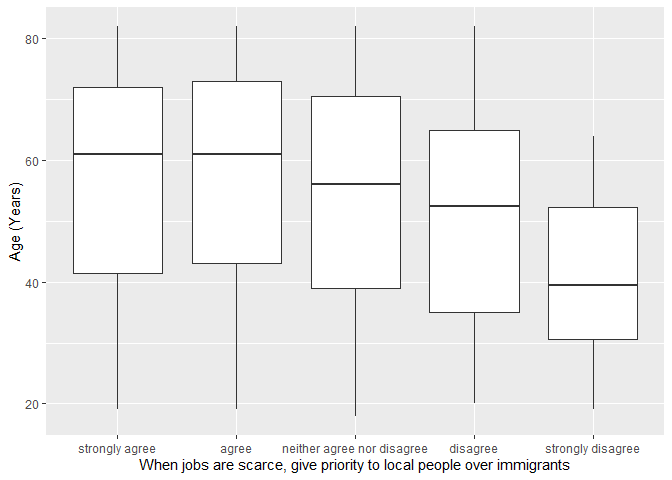 Age (Years)
80
60
40
20
strongly agree
agree
neither agree nor disagree
disagree
strongly disagree
When jobs are scarce, give priority to local people over immigrants